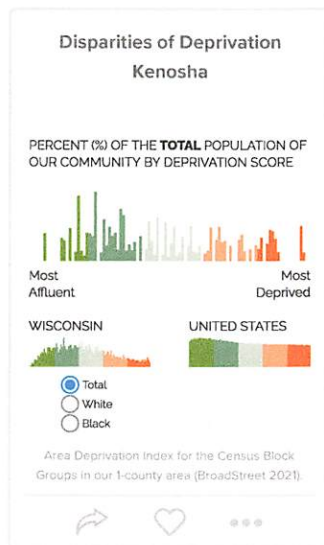 Disparities of Deprivation
Kenosha
PERCENT (%) OF THE TOTAL POPULATION OF
OUR COMMUNITY BY DEPRIVATION SCORE
Most
Affluent
Most
Deprived
WISCONSIN
UNITED STATES
Total
White
Black
Area Deprivation Index for the Census Block
Groups in our 1-county area (BroadStreet 2021).